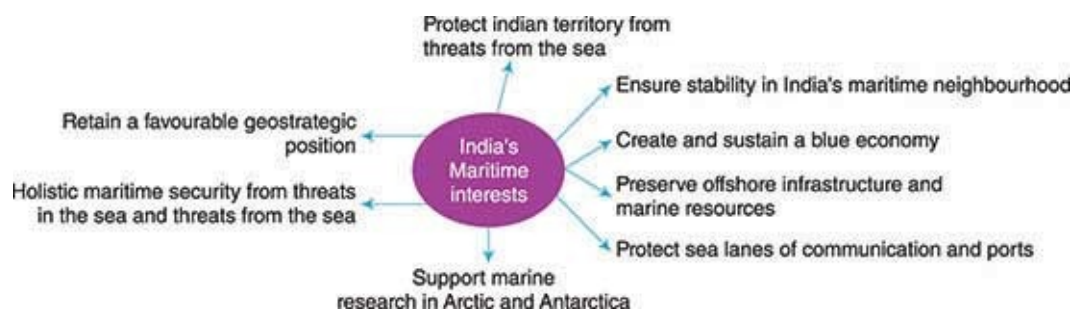 Protect indian territory from
threats from the sea
Ensure stability in India's maritime neighbourhood
Retain a favourable geostrategic
position
India's
Maritime
interests
Create and sustain a blue economy
Holistic maritime security from threats
in the sea and threats from the sea
Preserve offshore infrastructure and
marine resources
Protect sea lanes of communication and ports
Support marine
research in Arctic and Antarctica